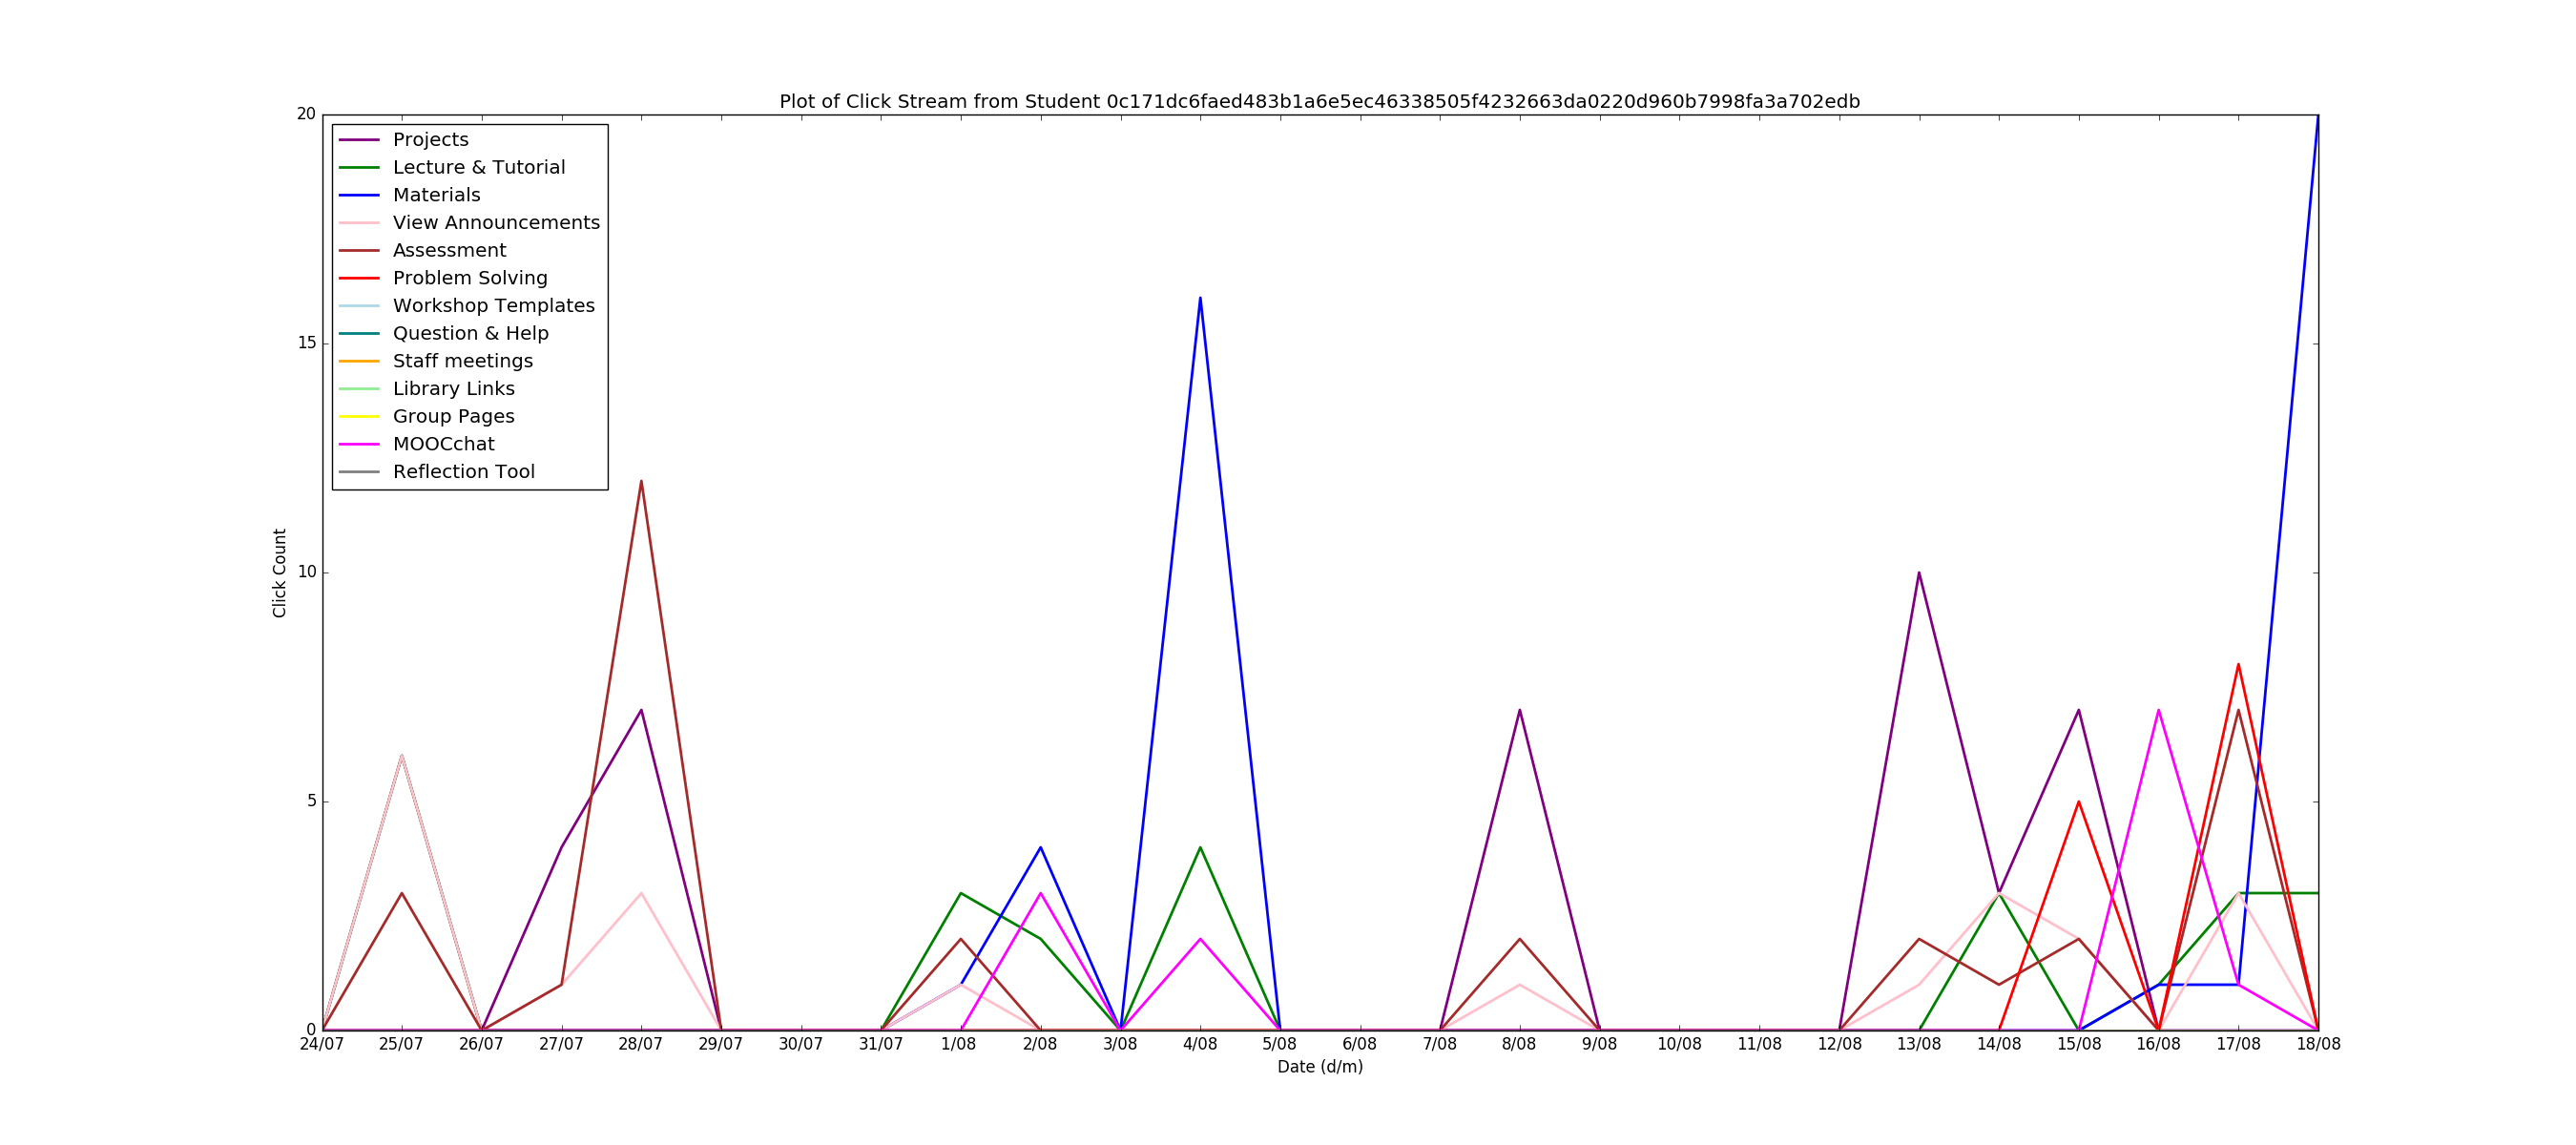 Plot of Click Stream from Student 0c171dc6faed483b1a6e5ec46338505f4232663da0220d960b7998fa3a702edb
20
15
10
5
0
Click Count
Projects
Lecture & Tutorial
Materials
View Announcements
Assessment
Problem Solving
Workshop Templates
Question & Help
Staff meetings
Library Links
Group Pages
MOOCchat
Reflection Tool
24/07 25/07 26/07 27/07 28/07 29/07 30/07 31/07 1/08 2/08 3/08 4/08 5/08 6/08 7/08 8/08 9/08 10/08 11/08 12/08 13/08 14/08 15/08 16/08 17/08 18/08
Date (d/m)